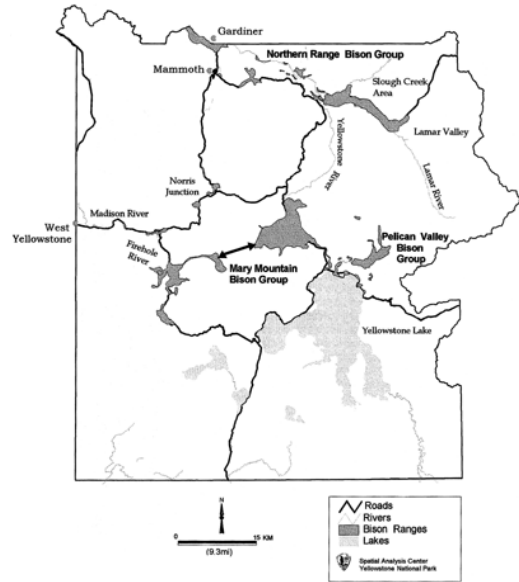 Gardiner
Northern Range Bison Group
Mammoth
Slough Creek
Area
Yellowstone
River
Lamar Valley
Lamar River
Norris
Junction
Madison River
West
Yellowstone
Firehole
River
Pelican Valley
Bison
Group
Mary Mountain
Bison Group
Yellowstone Lake
N
0
15 KM
(9.3mi)
Roads
Rivers
Bison Ranges
Lakes
Spatial Analysis Center
Yellowstone National Park